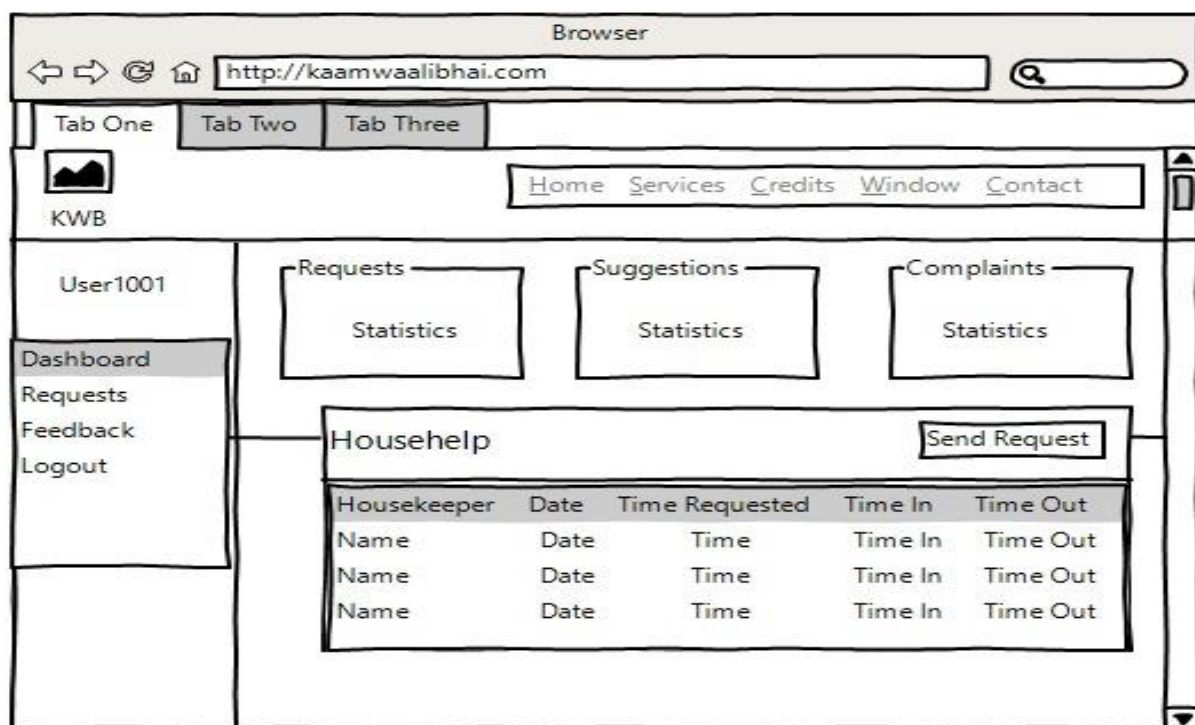 Browser
http://kaamwaalibhai.com
Tab One Tab Two Tab Three
KWB
Home Services Credits Window Contact
User1001
Dashboard
Requests
Feedback
Logout
Requests
Statistics
Suggestions
Statistics
Complaints
Statistics
Househelp Send Request
Housekeeper Date Time Requested Time In Time Out
Name Date Time Time In Time Out
Name Date Time Time In Time Out
Name Date Time Time In Time Out